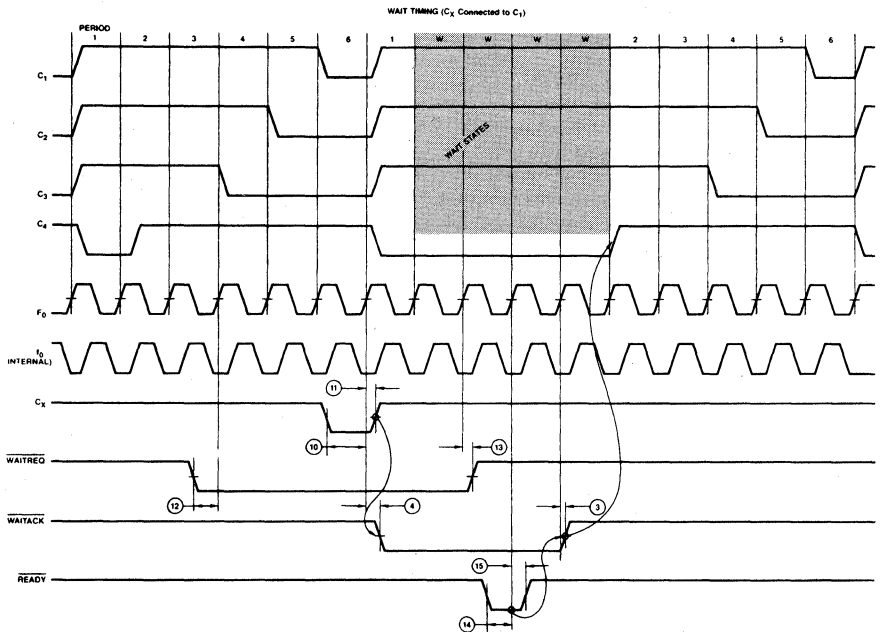 WAIT TIMING (CX Connected to C1)
PERIOD
1 2 3 4 5 6 1 W W W W 2 3 4 5 6
C1
C2
WAIT STATES
C3
C4
F0
f0
INTERNAL)
11
CX
10
13
WAITREQ
12
4
3
WAITACK
15
READY
14